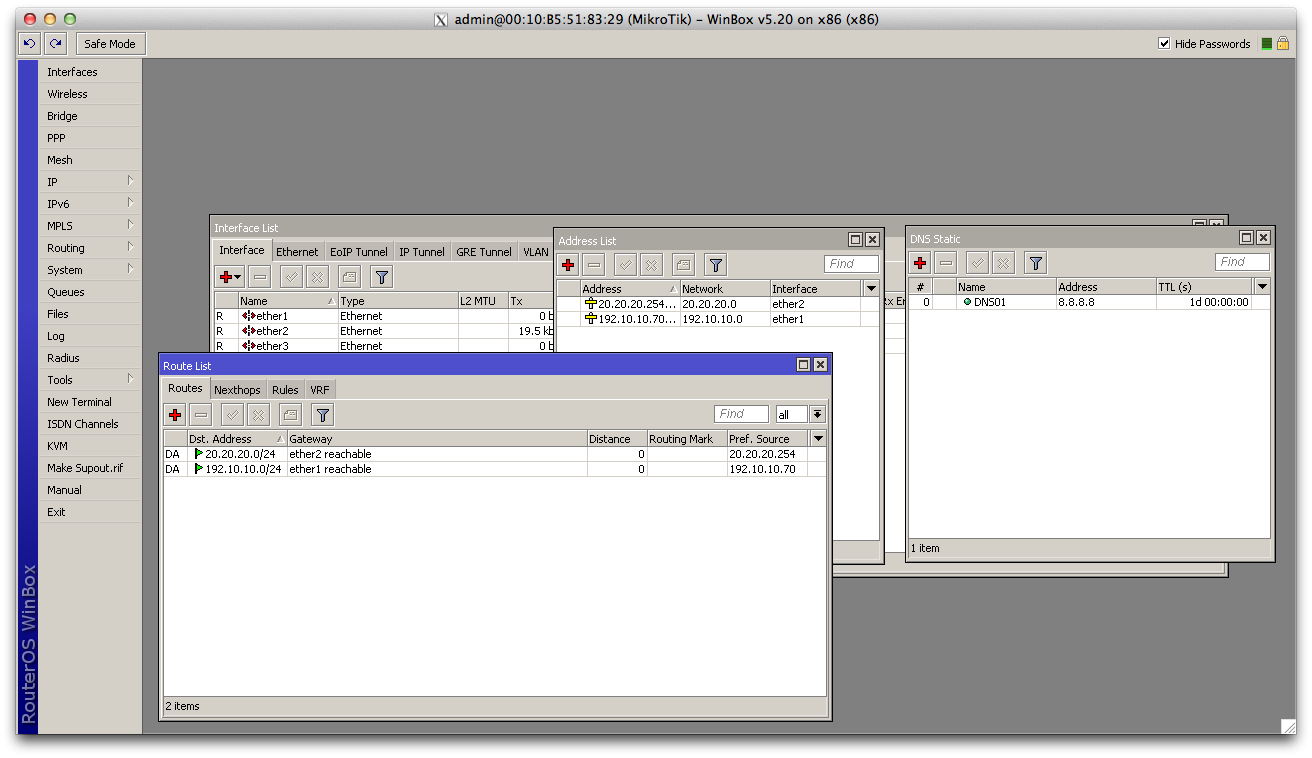 admin@00:10:B5:51:83:29 (MikroTik) – WinBox v5.20 on x86 (x86)
Safe Mode
Hide Passwords
Interfaces
Wireless
Bridge
PPP
Mesh
IP
IPv6
MPLS
Routing
System
Queues
Files
Log
Radius
Tools
New Terminal
ISDN Channels
KVM
Make Supout.rif
Manual
Exit
RouterOS WinBox
Interface List
Interface Ethernet EoIP Tunnel IP Tunnel GRE Tunnel VLAN
Name Type L2 MTU Tx
R ether1 Ethernet 0 b
R ether2 Ethernet 19.5 kb
R ether3 Ethernet 0 b
Address List
Find
Address Network Interface
20.20.20.254... 20.20.20.0 ether2
192.10.10.70... 192.10.10.0 ether1
DNS Static
Find
# Name Address TTL (s)
0 DNS01 8.8.8.8 1d 00:00:00
1 item
Route List
Routes Nexthops Rules VRF
Find all
Dst. Address Gateway Distance Routing Mark Pref. Source
DA 20.20.20.0/24 ether2 reachable 0 20.20.20.254
DA 192.10.10.0/24 ether1 reachable 0 192.10.10.70
2 items